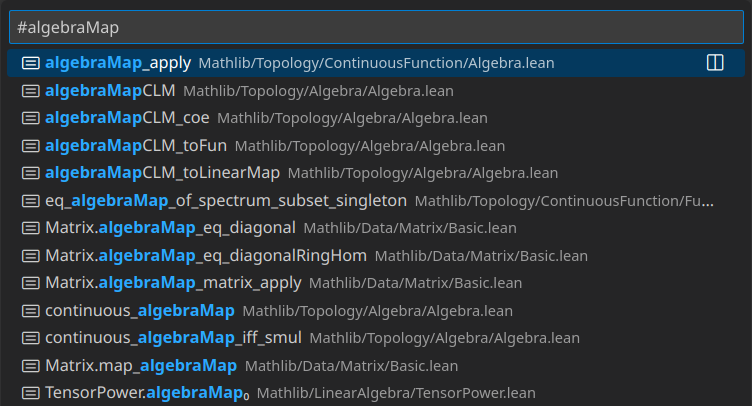 #algebraMap
algebraMap_apply Mathlib/Topology/ContinuousFunction/Algebra.lean
algebraMapCLM Mathlib/Topology/Algebra/Algebra.lean
algebraMapCLM_coe Mathlib/Topology/Algebra/Algebra.lean
algebraMapCLM_toFun Mathlib/Topology/Algebra/Algebra.lean
algebraMapCLM_toLinearMap Mathlib/Topology/Algebra/Algebra.lean
eq_algebraMap_of_spectrum_subset_singleton Mathlib/Topology/ContinuousFunction/Fu...
Matrix.algebraMap_eq_diagonal Mathlib/Data/Matrix/Basic.lean
Matrix.algebraMap_eq_diagonalRingHom Mathlib/Data/Matrix/Basic.lean
Matrix.algebraMap_matrix_apply Mathlib/Data/Matrix/Basic.lean
continuous_algebraMap Mathlib/Topology/Algebra/Algebra.lean
continuous_algebraMap_iff_smul Mathlib/Topology/Algebra/Algebra.lean
Matrix.map_algebraMap Mathlib/Data/Matrix/Basic.lean
TensorPower.algebraMap₀ Mathlib/LinearAlgebra/TensorPower.lean